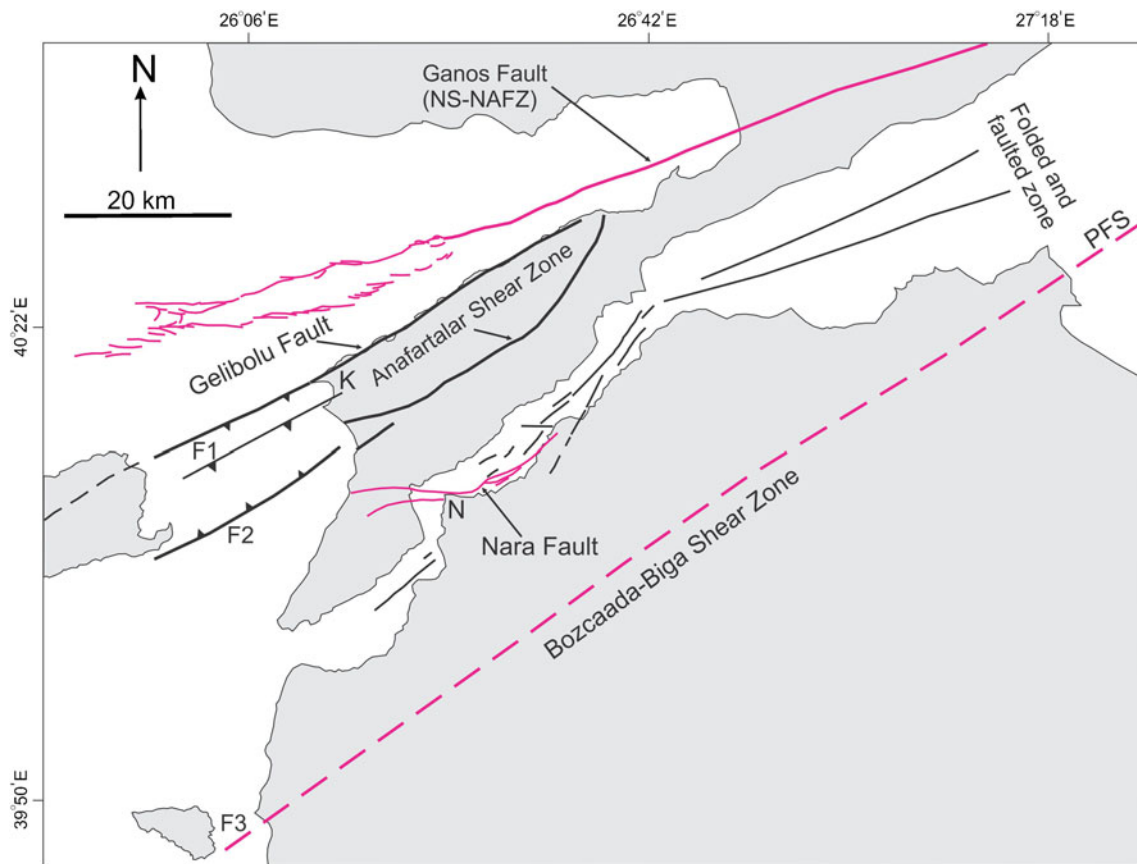 26°06´E
26°42´E
27°18´E
N
Ganos Fault
(NS-NAFZ)
Folded and
faulted zone
20 km
PFS
40°22´E
Anafartalar Shear Zone
Gelibolu Fault
K
F1
F2
N
Nara Fault
Bozcaada-Biga Shear Zone
39°50´E
F3